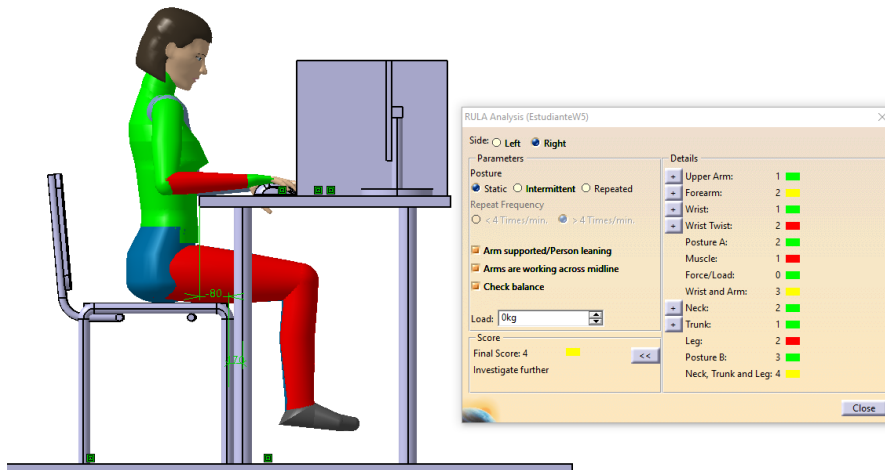 RULA Analysis (EstudianteW5)
Side: Left Right
Parameters
Posture
Static Intermittent Repeated
Repeat Frequency
< 4 Times/min. > 4 Times/min.
Arm supported/Person leaning
Arms are working across midline
Check balance
Load: 0kg
Score
Final Score: 4
<<
Investigate further
Details
+ Upper Arm: 1
+ Forearm: 2
+ Wrist: 1
+ Wrist Twist: 2
Posture A: 2
Muscle: 1
Force/Load: 0
Wrist and Arm: 3
+ Neck: 2
+ Trunk: 1
Leg: 2
Posture B: 3
Neck, Trunk and Leg: 4
Close
-80